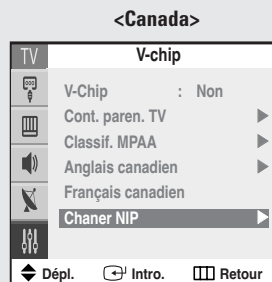 <Canada>
TV V-chip
V-Chip : Non
Cont. paren. TV
Classif. MPAA
Anglais canadien
Français canadien
Chaner NIP
Dépl. Intro. Retour